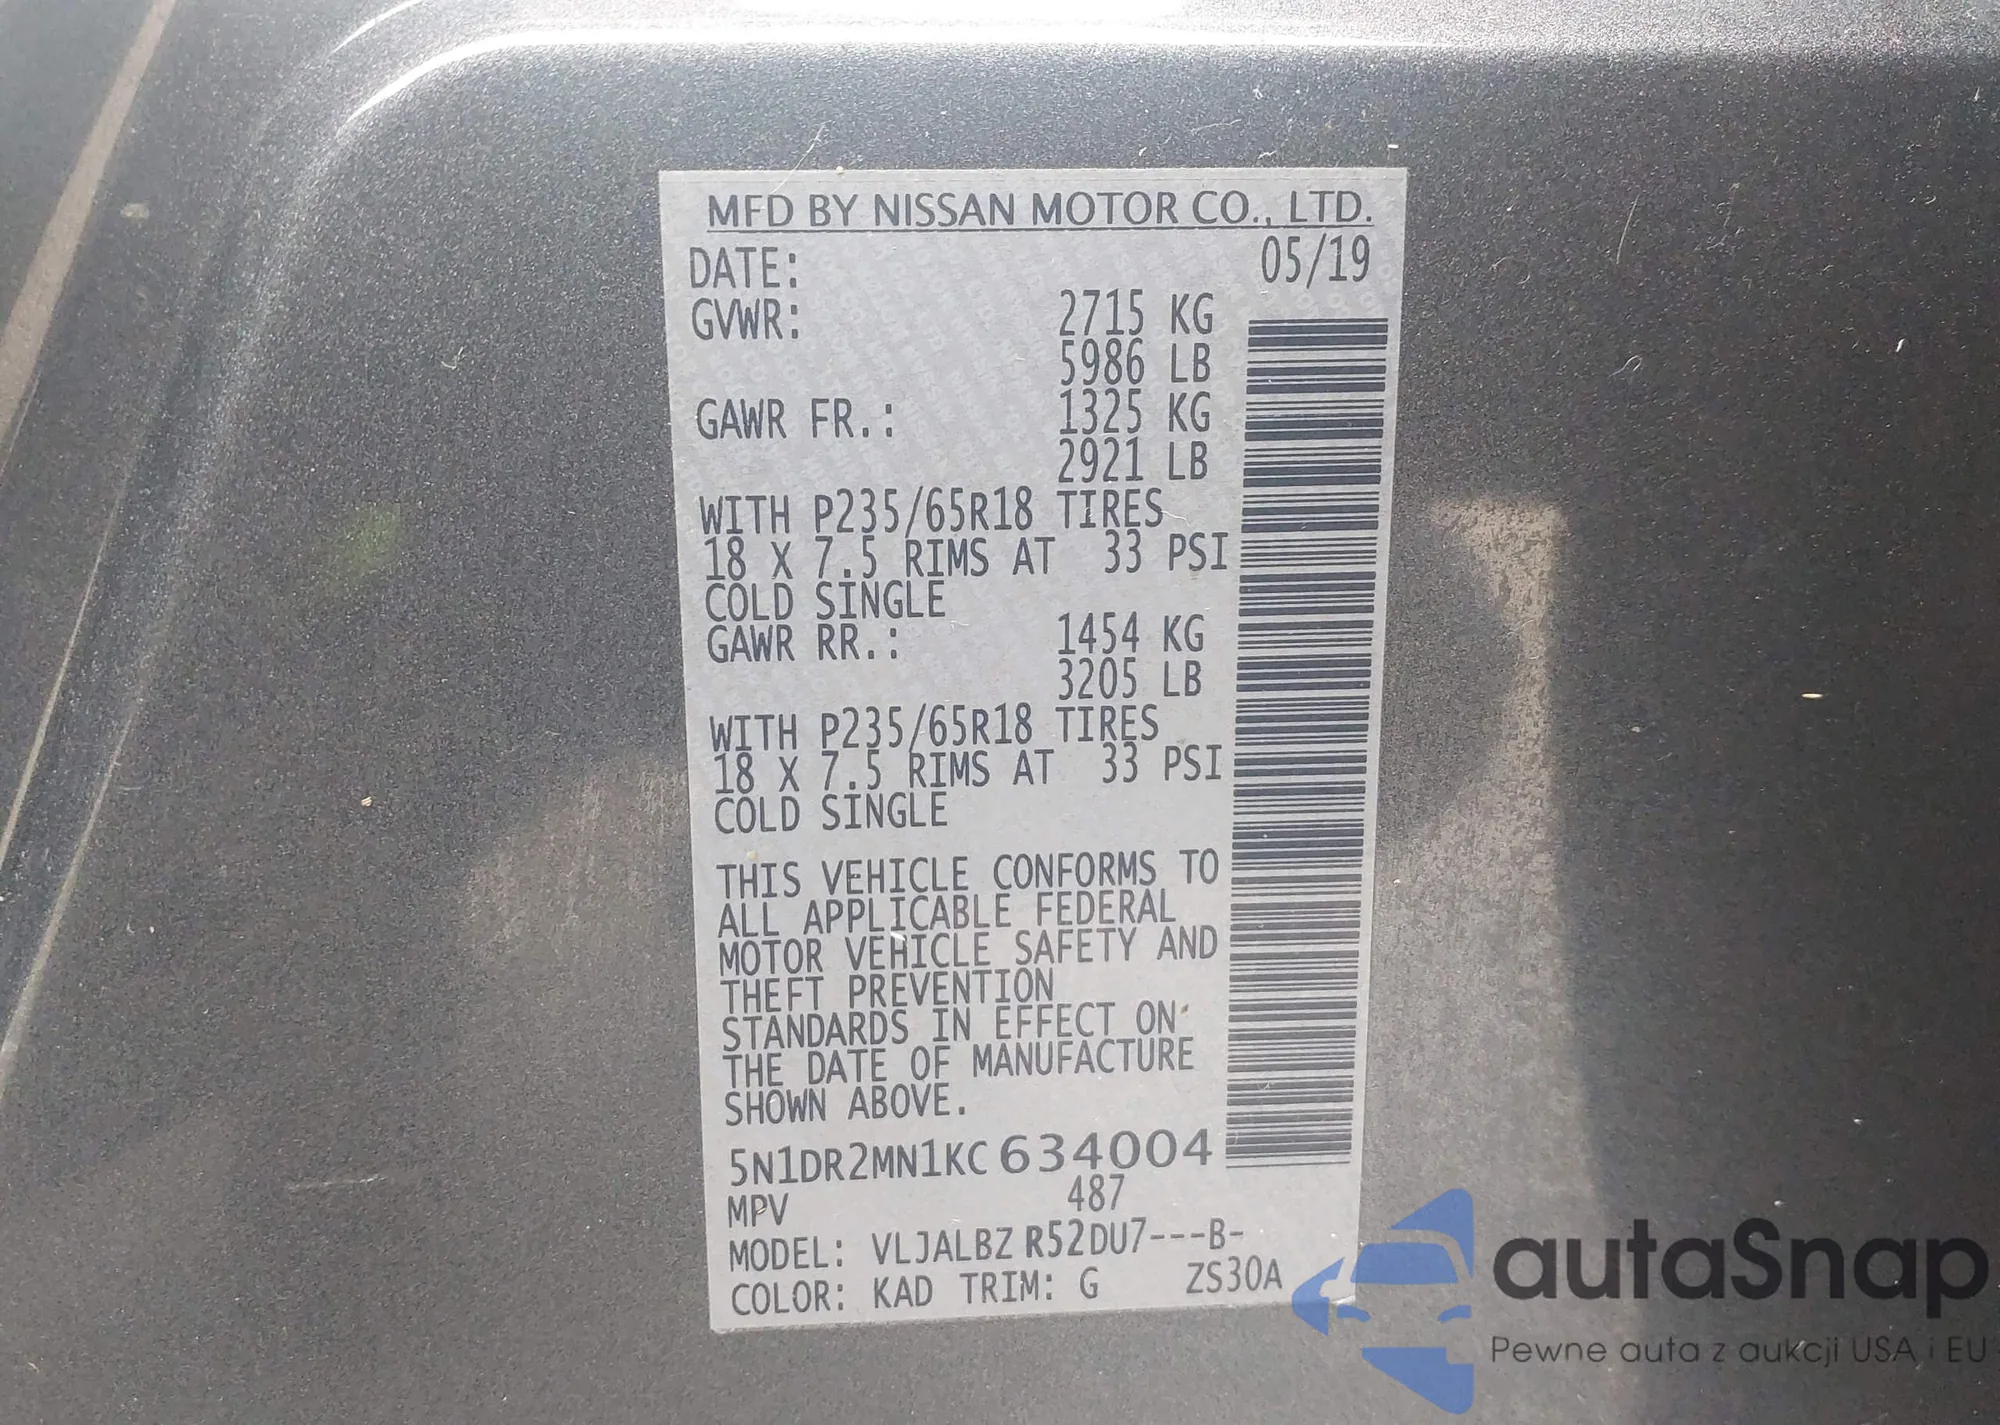 MFD BY NISSAN MOTOR CO., LTD.
DATE: 05/19
GVWR: 2715 KG
5986 LB
GAWR FR.: 1325 KG
2921 LB
WITH P235/65R18 TIRES
18 X 7.5 RIMS AT 33 PSI
COLD SINGLE
GAWR RR.: 1454 KG
3205 LB
WITH P235/65R18 TIRES
18 X 7.5 RIMS AT 33 PSI
COLD SINGLE
THIS VEHICLE CONFORMS TO
ALL APPLICABLE FEDERAL
MOTOR VEHICLE SAFETY AND
THEFT PREVENTION
STANDARDS IN EFFECT ON
THE DATE OF MANUFACTURE
SHOWN ABOVE.
5N1DR2MN1KC634004
MPV 487
MODEL: VLJALBZ R52DU7---B-
COLOR: KAD TRIM: G ZS30A
autaSnap
Pewne auta z aukcji USA i EU